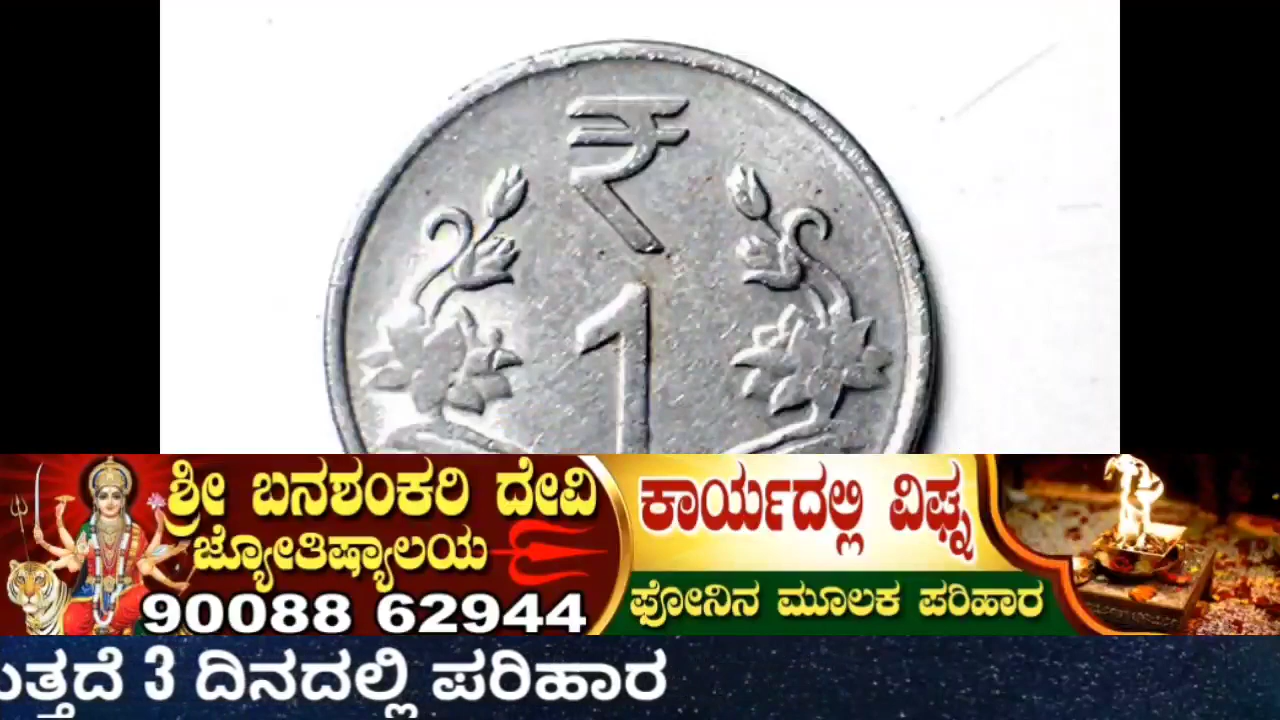 ₹
1
ಶ್ರೀ ಬನಶಂಕರಿ ದೇವಿ
ಜ್ಯೋತಿಷ್ಯಾಲಯ
90088 62944
ಕಾರ್ಯದಲ್ಲಿ ವಿಘ್ನ
ಫೋನಿನ ಮೂಲಕ ಪರಿಹಾರ
3 ದಿನದಲ್ಲಿ ಪರಿಹಾರ